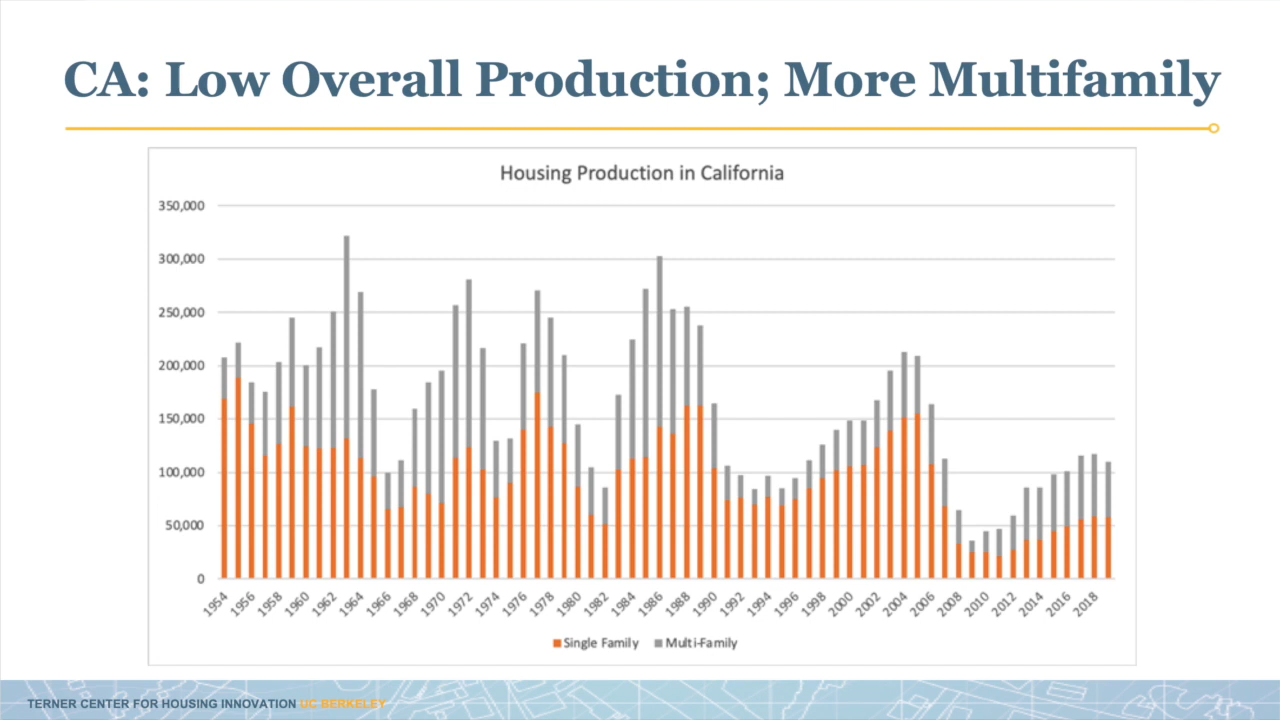 CA: Low Overall Production; More Multifamily
Housing Production in California
350,000
300,000
250,000
200,000
150,000
100,000
50,000
0
1954 1956 1958 1960 1962 1964 1966 1968 1970 1972 1974 1976 1978 1980 1982 1984 1986 1988 1990 1992 1994 1996 1998 2000 2002 2004 2006 2008 2010 2012 2014 2016 2018
Single Family Multi-Family
TERNER CENTER FOR HOUSING INNOVATION UC BERKELEY